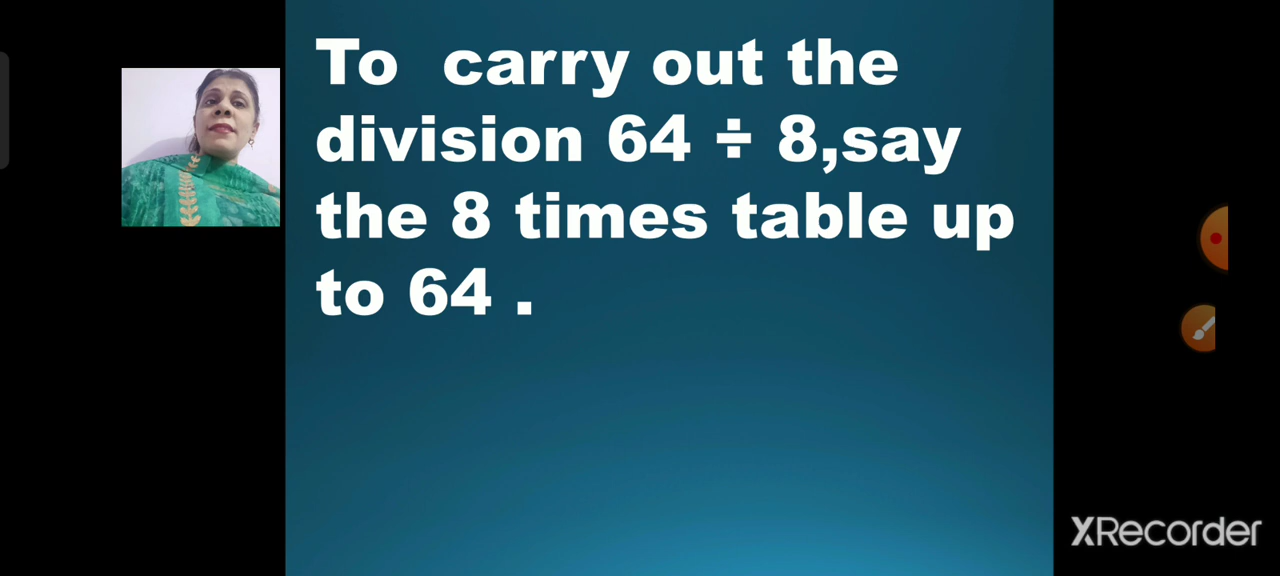 To carry out the
division 64 ÷ 8,say
the 8 times table up
to 64 .
XRecorder